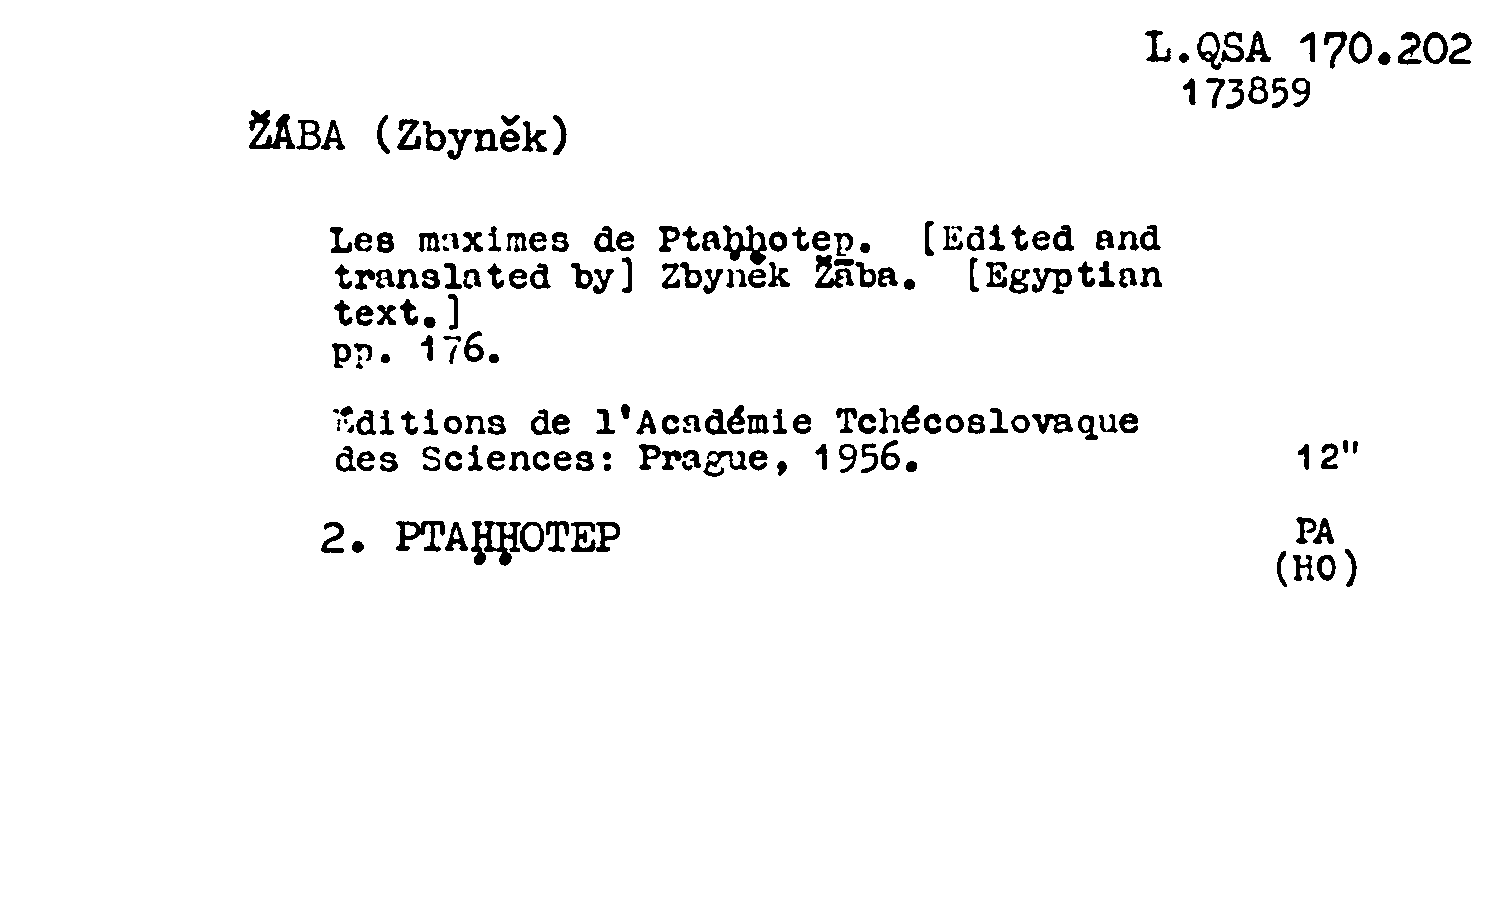 L.QSA 170.202
173859
ŽÁBA (Zbyněk)
Les maximes de Ptaḥḥotep. [Edited and
translated by] Zbyněk Žāba. [Egyptian
text.]
pp. 176.
Éditions de l'Académie Tchécoslovaque
des Sciences: Prague, 1956. 12"
2. PTAḤḤOTEP PA
(HO)